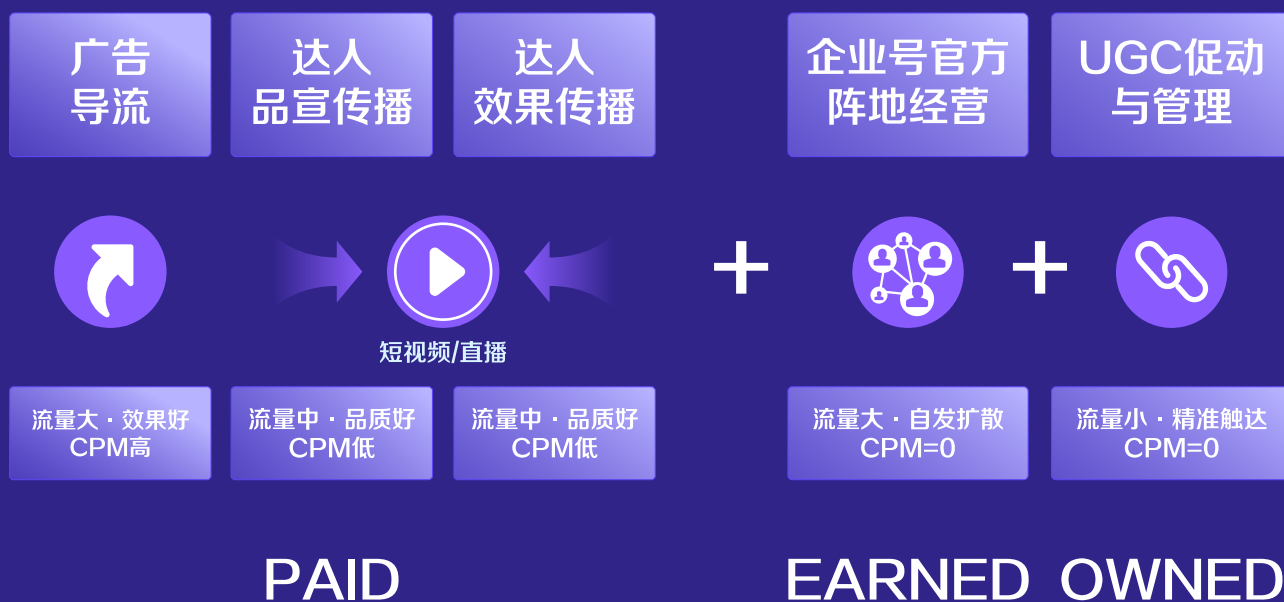 广告
导流
达人
品宣传播
达人
效果传播
企业号官方
阵地经营
UGC促动
与管理
短视频/直播
流量大·效果好
CPM高
流量中·品质好
CPM低
流量中·品质好
CPM低
流量大·自发扩散
CPM=0
流量小·精准触达
CPM=0
PAID
EARNED
OWNED